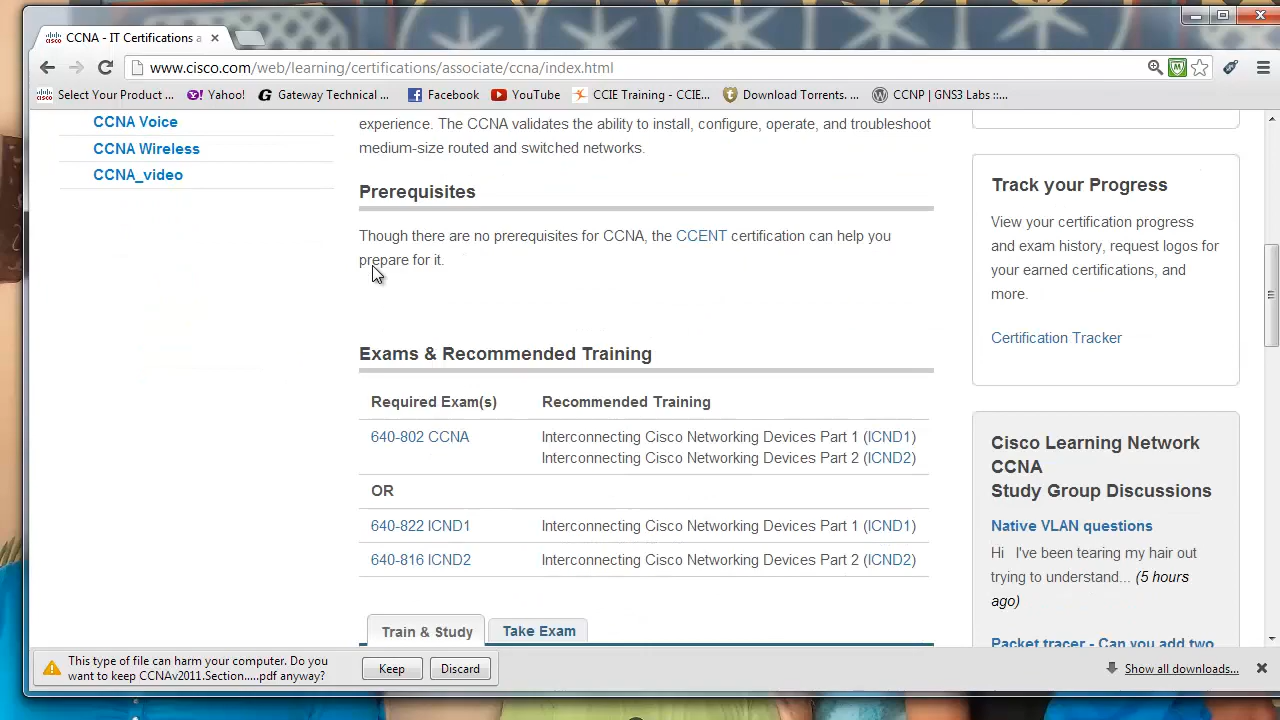 CCNA - IT Certifications a
www.cisco.com/web/learning/certifications/associate/ccna/index.html
Select Your Product ...
Yahoo!
Gateway Technical ...
Facebook
YouTube
CCIE Training - CCIE...
Download Torrents. ...
CCNP | GNS3 Labs ::...
CCNA Voice
CCNA Wireless
CCNA_video
experience. The CCNA validates the ability to install, configure, operate, and troubleshoot
medium-size routed and switched networks.
Prerequisites
Though there are no prerequisites for CCNA, the CCENT certification can help you
prepare for it.
Exams & Recommended Training
Required Exam(s) Recommended Training
640-802 CCNA Interconnecting Cisco Networking Devices Part 1 (ICND1)
Interconnecting Cisco Networking Devices Part 2 (ICND2)
OR
640-822 ICND1 Interconnecting Cisco Networking Devices Part 1 (ICND1)
640-816 ICND2 Interconnecting Cisco Networking Devices Part 2 (ICND2)
Train & Study
Take Exam
Track your Progress
View your certification progress
and exam history, request logos for
your earned certifications, and
more.
Certification Tracker
Cisco Learning Network
CCNA
Study Group Discussions
Native VLAN questions
Hi I've been tearing my hair out
trying to understand... (5 hours
ago)
Packet tracer - Can you add two
This type of file can harm your computer. Do you
want to keep CCNAv2011.Section.....pdf anyway?
Keep
Discard
Show all downloads...